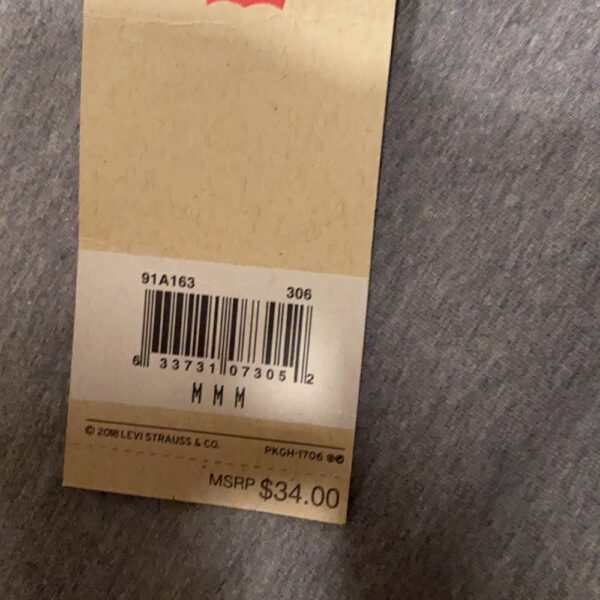 91A163 306
6 33731 07305 2
M M M
© 2018 LEVI STRAUSS & CO. PKGH-1706
MSRP $34.00